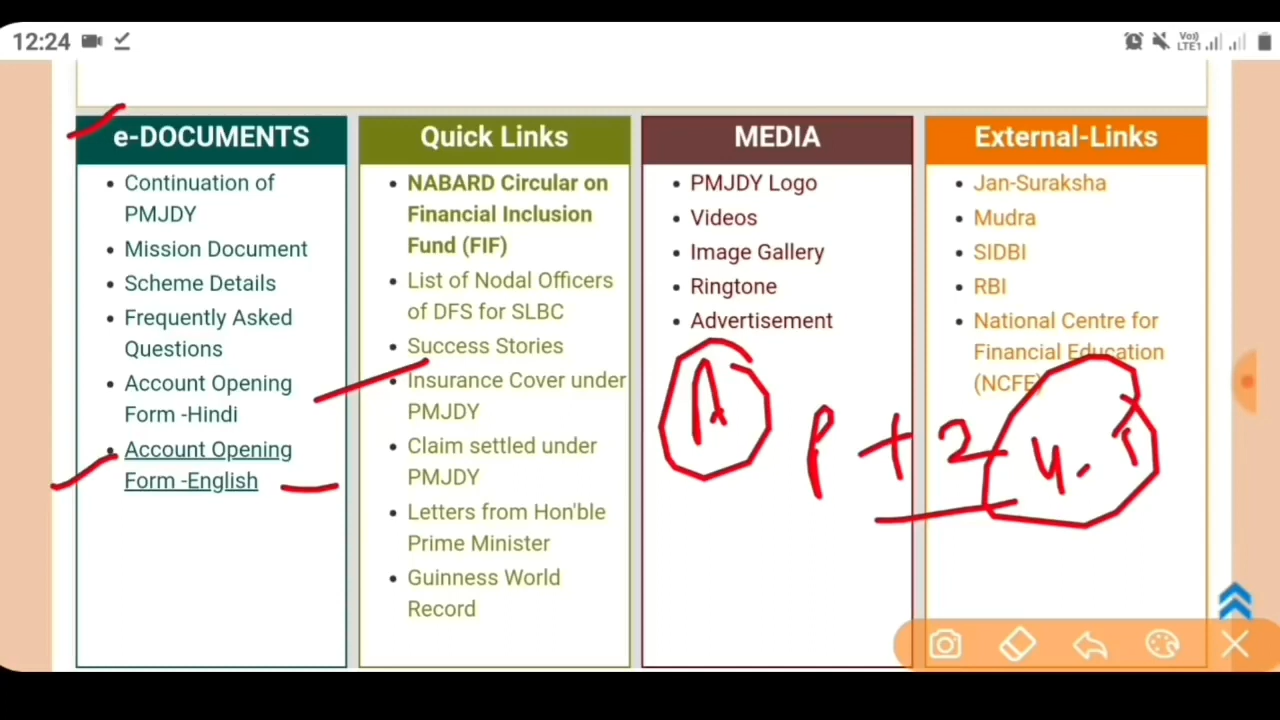 12:24
Vo) LTE1
e-DOCUMENTS
Continuation of
PMJDY
Mission Document
Scheme Details
Frequently Asked
Questions
Account Opening
Form -Hindi
Account Opening
Form -English
Quick Links
NABARD Circular on
Financial Inclusion
Fund (FIF)
List of Nodal Officers
of DFS for SLBC
Success Stories
Insurance Cover under
PMJDY
Claim settled under
PMJDY
Letters from Hon'ble
Prime Minister
Guinness World
Record
MEDIA
PMJDY Logo
Videos
Image Gallery
Ringtone
Advertisement
External-Links
Jan-Suraksha
Mudra
SIDBI
RBI
National Centre for
Financial Education
(NCFE)
P + 2